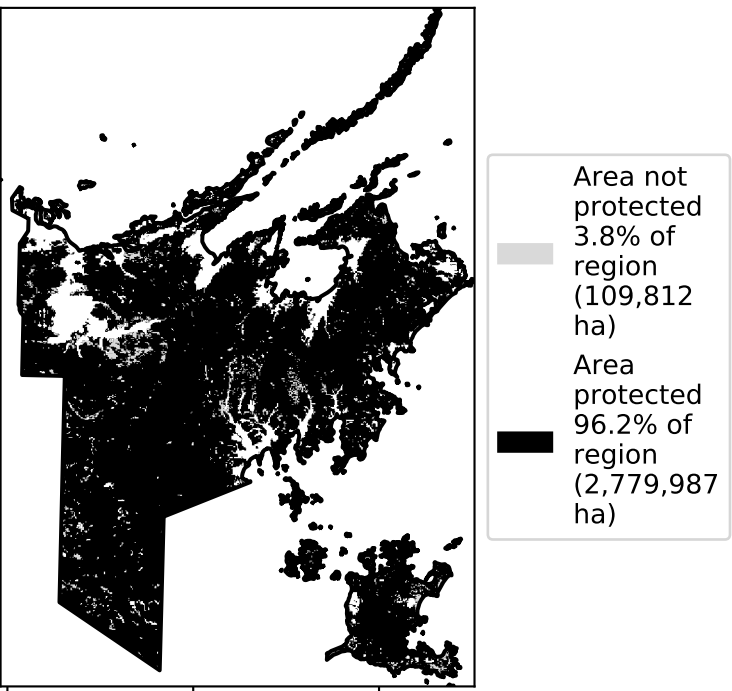 Area not
protected
3.8% of
region
(109,812
ha)
Area
protected
96.2% of
region
(2,779,987
ha)